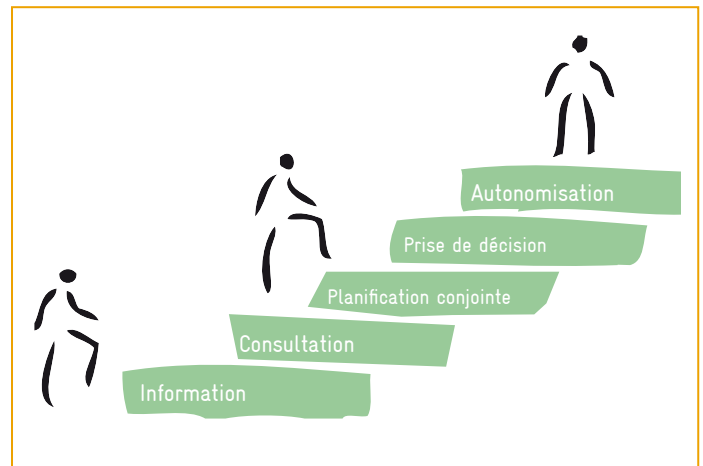 Autonomisation
Prise de décision
Planification conjointe
Consultation
Information